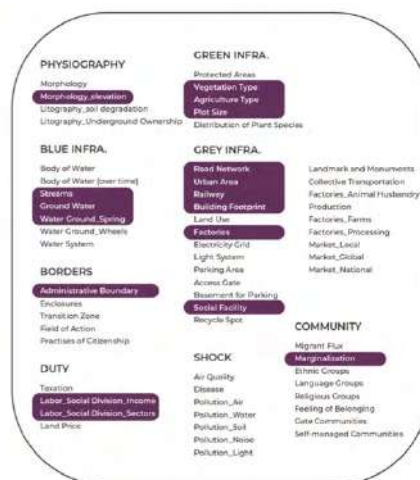 PHYSIOGRAPHY
Morphology
Morphology_elevation
Litography_soil degradation
Litography_Underground Ownership
BLUE INFRA.
Body of Water
Body of Water (over time)
Streams
Ground Water
Water Ground_Spring
Water Ground_Wheels
Water System
BORDERS
Administrative Boundary
Enclosures
Transition Zone
Field of Action
Practises of Citizenship
DUTY
Taxation
Labor_Social Division_Income
Labor_Social Division_Sectors
Land Price
GREEN INFRA.
Protected Areas
Vegetation Type
Agriculture Type
Plot Size
Distribution of Plant Species
GREY INFRA.
Road Network
Urban Area
Railway
Building Footprint
Land Use
Factories
Electricity Grid
Light System
Parking Area
Access Gate
Basement for Parking
Social Facility
Recycle Spot
Landmark and Monuments
Collective Transportation
Factories_Animal Husbendry
Production
Factories_Farms
Factories_Processing
Market_Local
Market_Global
Market_National
SHOCK
Air Quality
Disease
Pollution_Air
Pollution_Water
Pollution_Soil
Pollution_Noise
Pollution_Light
COMMUNITY
Migrant Flux
Marginalization
Ethnic Groups
Language Groups
Religious Groups
Feeling of Belonging
Gate Communities
Self-managed Communities